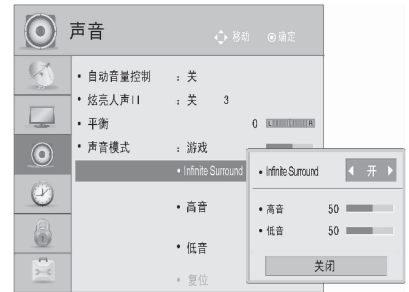 声音
移动 确定
• 自动音量控制 : 关
• 炫亮人声II : 关 3
• 平衡 0 L R
• 声音模式 : 游戏
• Infinite Surround
• 高音
• 低音
• 复位
• Infinite Surround ◀ 开 ▶
• 高音 50
• 低音 50
关闭